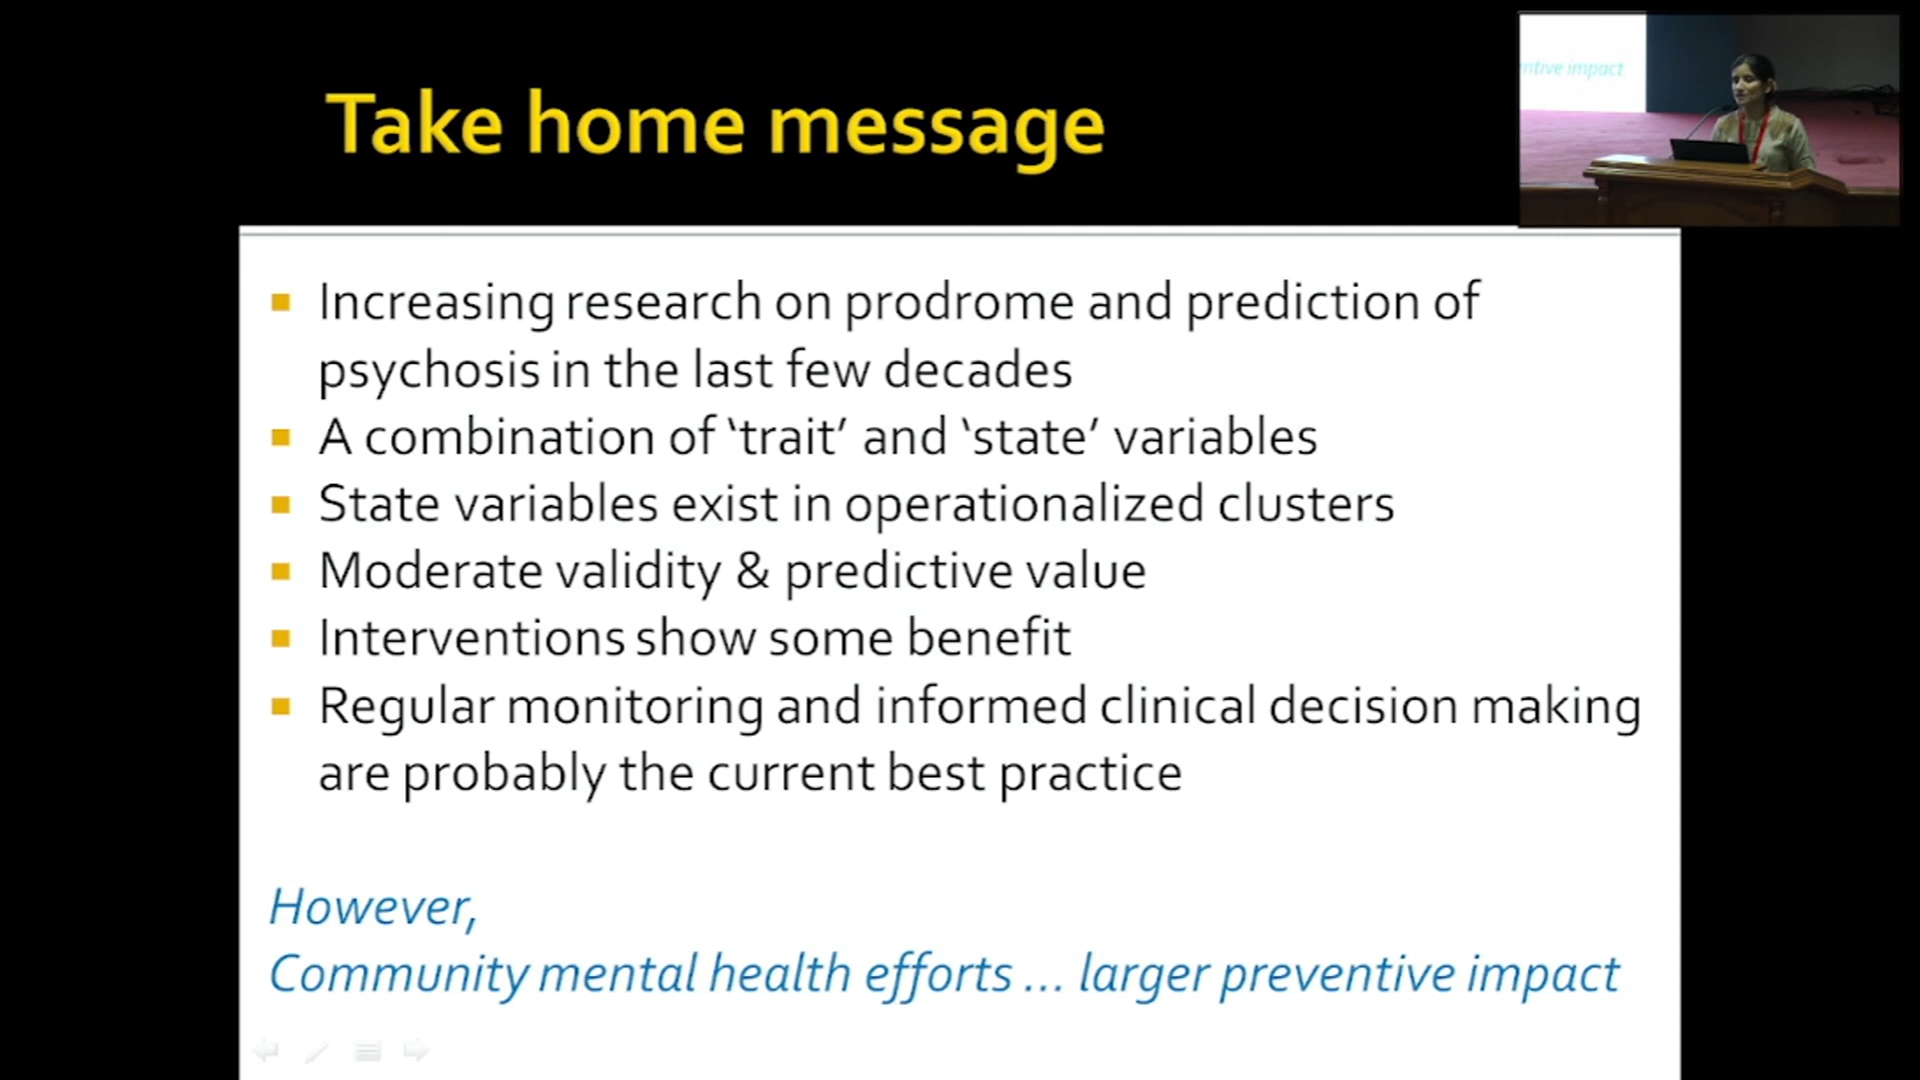 Take home message
ntive impact
Increasing research on prodrome and prediction of
psychosis in the last few decades
A combination of ‘trait’ and ‘state’ variables
State variables exist in operationalized clusters
Moderate validity & predictive value
Interventions show some benefit
Regular monitoring and informed clinical decision making
are probably the current best practice
However,
Community mental health efforts ... larger preventive impact